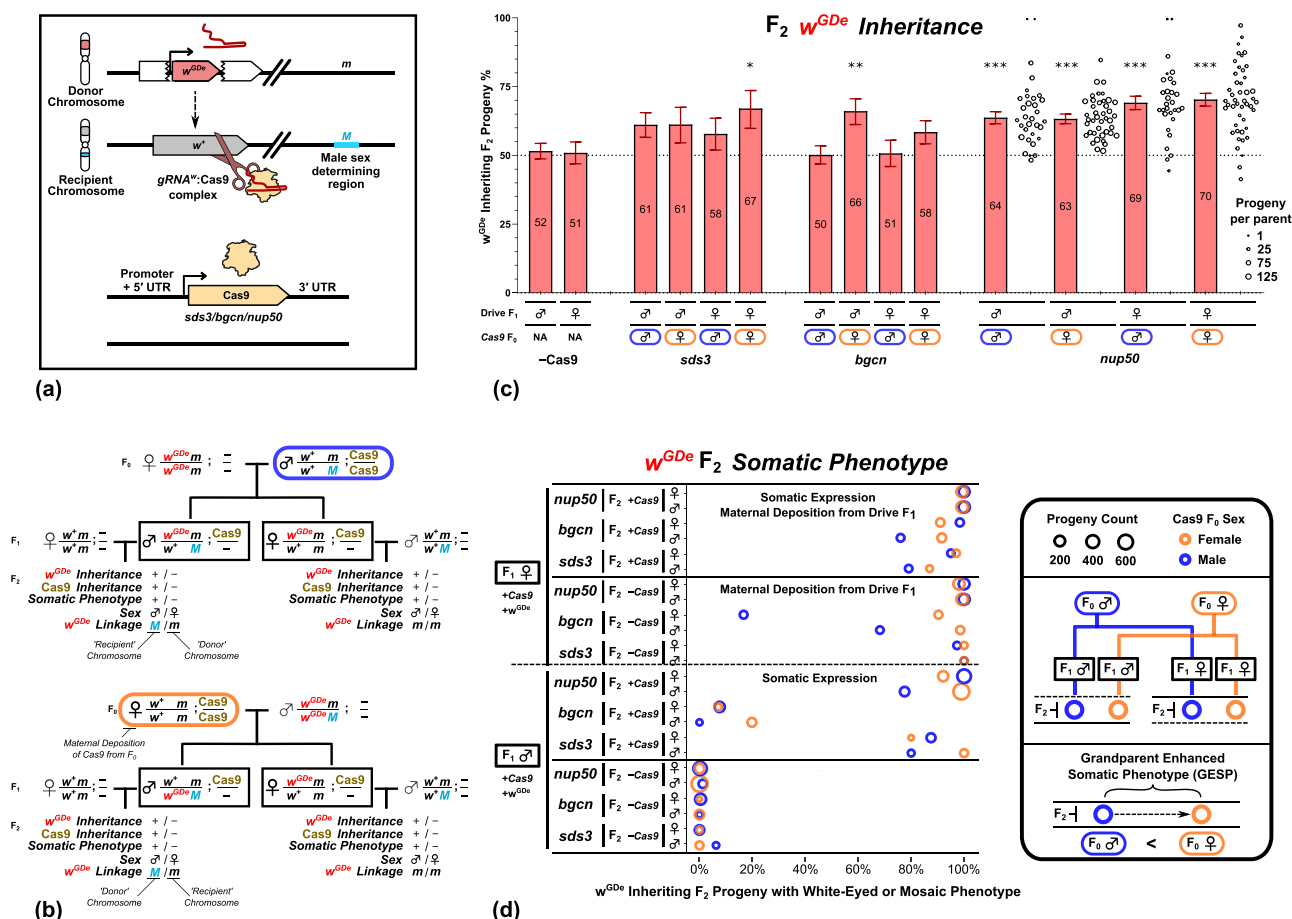 w^GDe
m
Donor
Chromosome
w⁺
M
Recipient
Chromosome
gRNA^w:Cas9
complex
Male sex
determining
region
Promoter
+ 5′ UTR
Cas9
3′ UTR
sds3/bgcn/nup50
(a)
F₂ w^GDe Inheritance
w^GDe Inheriting F₂ Progeny %
100
75
50
25
0
* ** *** *** *** ***
52 51 61 61 58 67 50 66 51 58 64 63 69 70
Progeny
per parent
1
25
75
125
Drive F₁ ♂ ♀ ♂ ♂ ♀ ♀ ♂ ♂ ♀ ♀ ♂ ♂ ♀ ♀
Cas9 F₀ NA NA ♂ ♀ ♂ ♀ ♂ ♀ ♂ ♀ ♂ ♀ ♂ ♀
−Cas9 sds3 bgcn nup50
(c)
F₀ ♀ w^GDe m ; − ♂ w⁺ m ; Cas9
w^GDe m − w⁺ M Cas9
F₁ ♀ w⁺ m ; − ♂ w^GDe m ; Cas9 ♀ w^GDe m ; Cas9 ♂ w⁺ m ; −
w⁺ m − w⁺ M − w⁺ m − w⁺ M −
F₂ w^GDe Inheritance + / − w^GDe Inheritance + / −
Cas9 Inheritance + / − Cas9 Inheritance + / −
Somatic Phenotype + / − Somatic Phenotype + / −
Sex ♂ / ♀ Sex ♂ / ♀
w^GDe Linkage M / m w^GDe Linkage m / m
'Recipient'
Chromosome
'Donor'
Chromosome
F₀ ♀ w⁺ m ; Cas9 ♂ w^GDe m ; −
w⁺ m Cas9 w^GDe M −
Maternal Deposition
of Cas9 from F₀
F₁ ♀ w⁺ m ; − ♂ w⁺ m ; Cas9 ♀ w^GDe m ; Cas9 ♂ w⁺ m ; −
w⁺ m − w^GDe M − w⁺ m − w⁺ M −
F₂ w^GDe Inheritance + / − w^GDe Inheritance + / −
Cas9 Inheritance + / − Cas9 Inheritance + / −
Somatic Phenotype + / − Somatic Phenotype + / −
Sex ♂ / ♀ Sex ♂ / ♀
w^GDe Linkage M / m w^GDe Linkage m / m
'Donor'
Chromosome
'Recipient'
Chromosome
(b)
w^GDe F₂ Somatic Phenotype
F₁ ♀
+Cas9
+w^GDe
nup50 F₂ +Cas9 ♀
♂
bgcn F₂ +Cas9 ♀
♂
sds3 F₂ +Cas9 ♀
♂
Somatic Expression
Maternal Deposition from Drive F₁
nup50 F₂ −Cas9 ♀
♂
bgcn F₂ −Cas9 ♀
♂
sds3 F₂ −Cas9 ♀
♂
Maternal Deposition from Drive F₁
F₁ ♂
+Cas9
+w^GDe
nup50 F₂ +Cas9 ♀
♂
bgcn F₂ +Cas9 ♀
♂
sds3 F₂ +Cas9 ♀
♂
Somatic Expression
nup50 F₂ −Cas9 ♀
♂
bgcn F₂ −Cas9 ♀
♂
sds3 F₂ −Cas9 ♀
♂
0% 20% 40% 60% 80% 100%
w^GDe Inheriting F₂ Progeny with White-Eyed or Mosaic Phenotype
(d)
Progeny Count
200 400 600
Cas9 F₀ Sex
Female
Male
F₀ ♂ F₀ ♀
F₁ ♂ F₁ ♂ F₁ ♀ F₁ ♀
F₂
Grandparent Enhanced
Somatic Phenotype (GESP)
F₂
F₀ ♂ < F₀ ♀